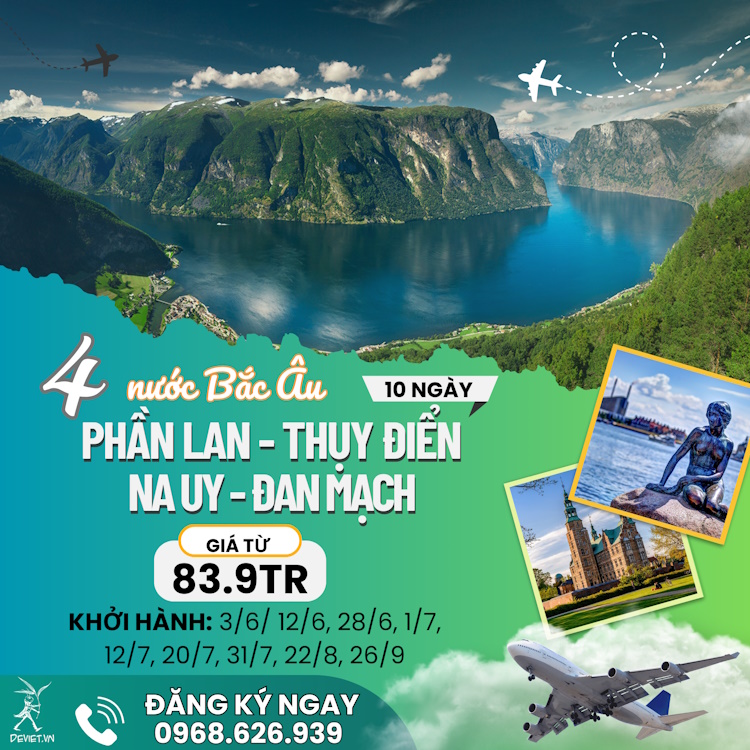 4 nước Bắc Âu
10 NGÀY
PHẦN LAN - THỤY ĐIỂN
NA UY - ĐAN MẠCH
GIÁ TỪ
83.9TR
KHỞI HÀNH: 3/6/ 12/6, 28/6, 1/7,
12/7, 20/7, 31/7, 22/8, 26/9
ĐĂNG KÝ NGAY
0968.626.939
DEVIET.VN